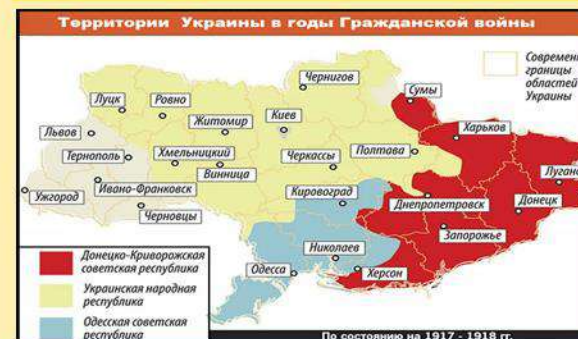 Территории Украины в годы Гражданской войны
Современные
границы
областей
Украины
Чернигов
Сумы
Луцк
Ровно
Киев
Житомир
Харьков
Львов
Тернополь
Хмельницкий
Полтава
Черкассы
Винница
Луганск
Ужгород
Ивано-Франковск
Кировоград
Днепропетровск
Донецк
Черновцы
Запорожье
Николаев
Одесса
Херсон
Донецко-Криворожская
советская республика
Украинская народная
республика
Одесская советская
республика
По состоянию на 1917 - 1918 гг.